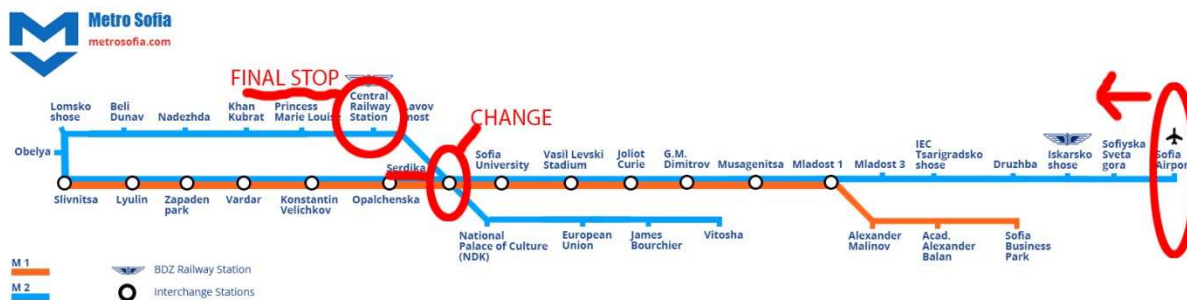 Metro Sofia
metrosofia.com
FINAL STOP
CHANGE
Lomsko
shose
Beli
Dunav
Nadezhda
Khan
Kubrat
Princess
Marie Louise
Central
Railway
Station
Lavov
most
Obelya
Serdika
Sofia
University
Vasil Levski
Stadium
Joliot
Curie
G.M.
Dimitrov
Musagenitsa
Mladost 1
Mladost 3
IEC
Tsarigradsko
shose
Druzhba
Iskarsko
shose
Sofiyska
Sveta
gora
Sofia
Airport
Slivnitsa
Lyulin
Zapaden
park
Vardar
Konstantin
Velichkov
Opalchenska
National
Palace of Culture
(NDK)
European
Union
James
Bourchier
Vitosha
Alexander
Malinov
Acad.
Alexander
Balan
Sofia
Business
Park
M 1
M 2
BDZ Railway Station
Interchange Stations